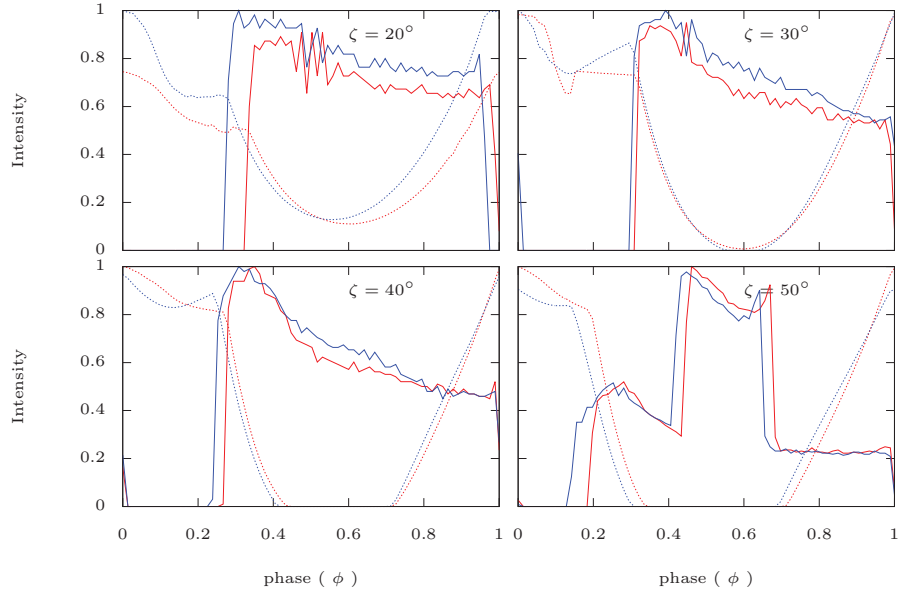 1
0.8
0.6
0.4
0.2
0
Intensity
ζ = 20°
ζ = 30°
1
0.8
0.6
0.4
0.2
0
Intensity
ζ = 40°
ζ = 50°
0 0.2 0.4 0.6 0.8 1
0 0.2 0.4 0.6 0.8 1
phase ( ϕ )
phase ( ϕ )